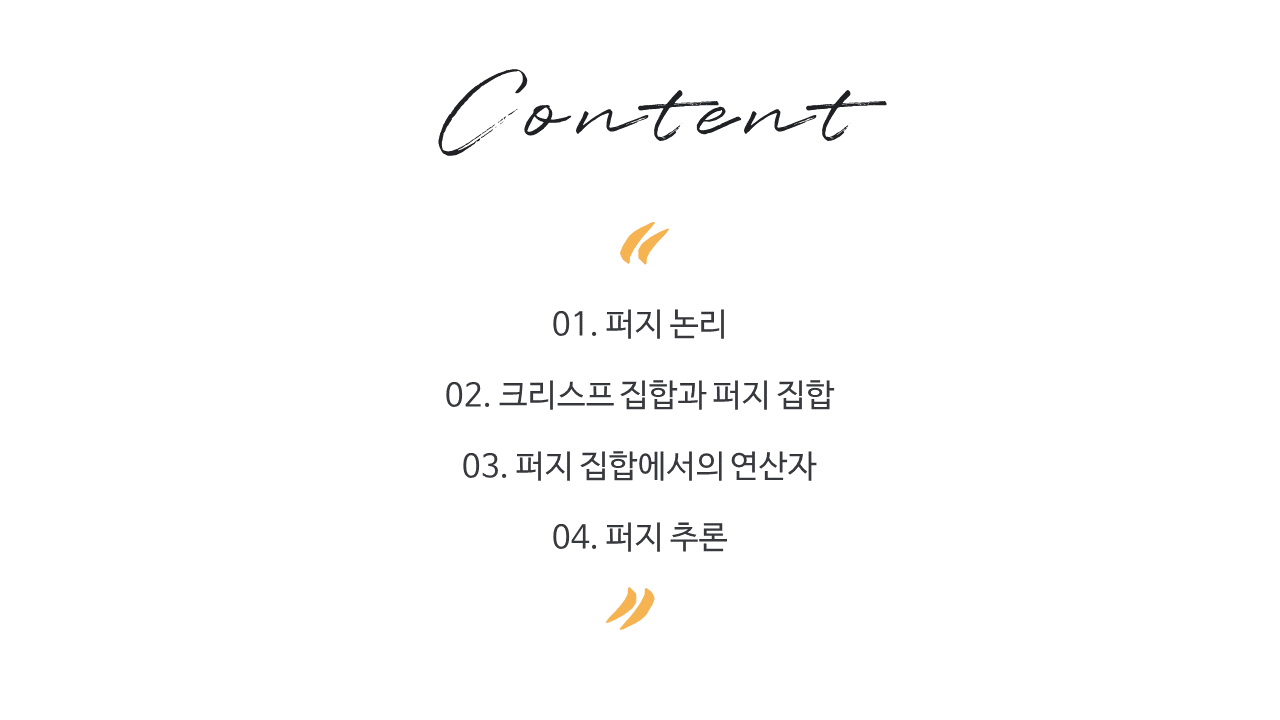 Content
“
01. 퍼지 논리
02. 크리스프 집합과 퍼지 집합
03. 퍼지 집합에서의 연산자
04. 퍼지 추론
”